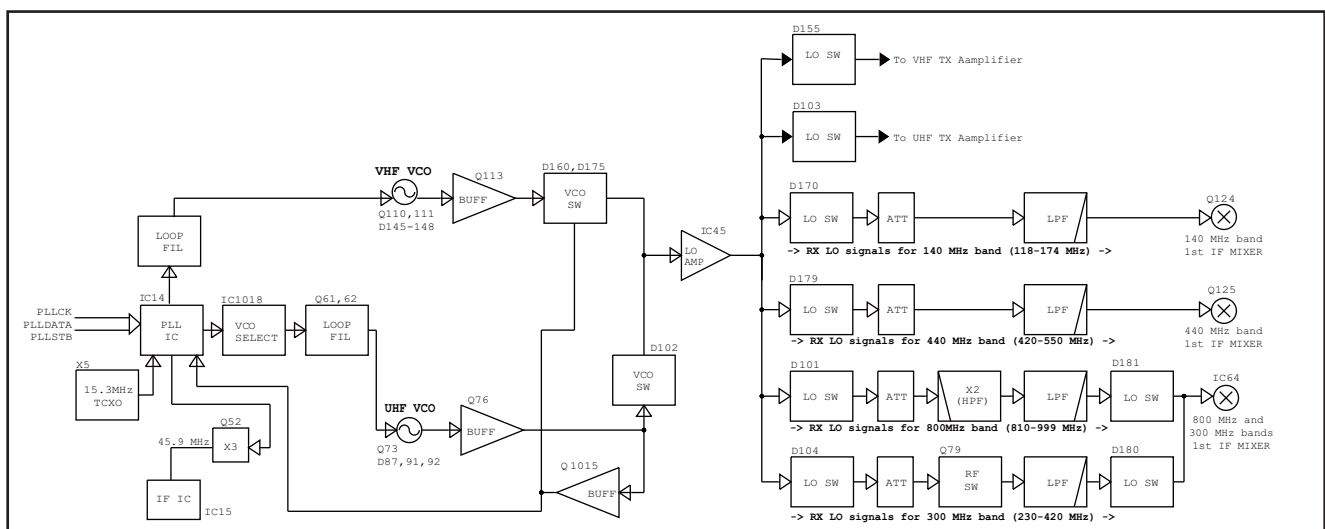 D155
LO SW
To VHF TX Aamplifier
D103
LO SW
To UHF TX Aamplifier
VHF VCO
Q110,111
D145-148
Q113
BUFF
D160,D175
VCO
SW
LOOP
FIL
IC45
LO
AMP
D170
LO SW
ATT
LPF
Q124
140 MHz band
1st IF MIXER
-> RX LO signals for 140 MHz band (118-174 MHz) ->
PLLCK
PLLDATA
PLLSTB
IC14
PLL
IC
IC1018
VCO
SELECT
Q61,62
LOOP
FIL
D179
LO SW
ATT
LPF
Q125
440 MHz band
1st IF MIXER
-> RX LO signals for 440 MHz band (420-550 MHz) ->
X5
15.3MHz
TCXO
D102
VCO
SW
UHF VCO
Q73
D87,91,92
Q76
BUFF
D101
LO SW
ATT
X2
(HPF)
LPF
D181
LO SW
IC64
800 MHz and
300 MHz bands
1st IF MIXER
-> RX LO signals for 800MHz band (810-999 MHz) ->
Q52
45.9 MHz
X3
IF IC
IC15
Q1015
BUFF
D104
LO SW
ATT
Q79
RF
SW
LPF
D180
LO SW
-> RX LO signals for 300 MHz band (230-420 MHz) ->